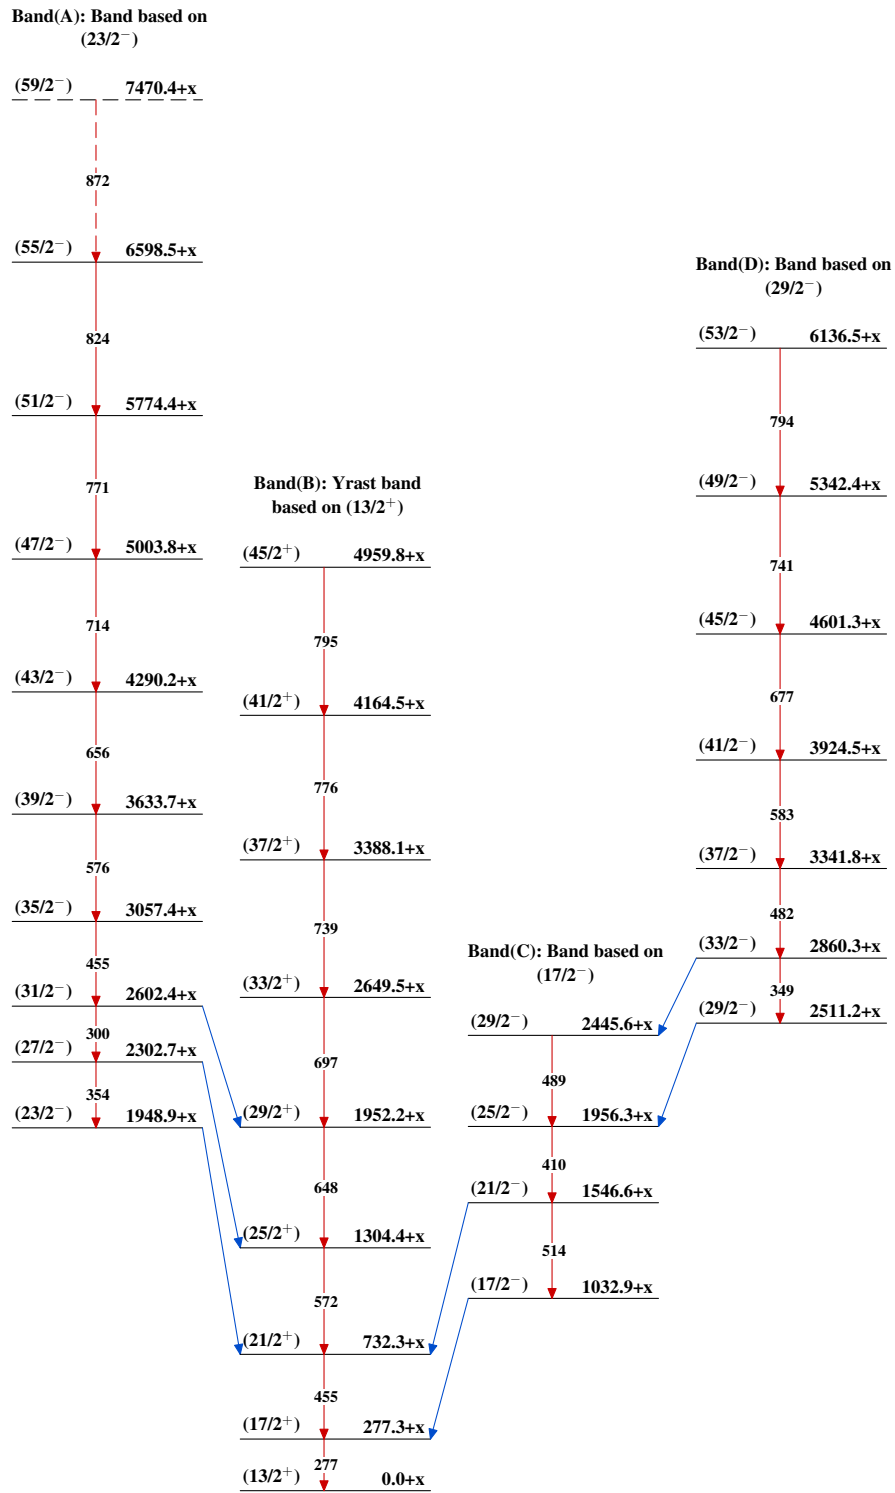 Band(A): Band based on
(23/2⁻)
(59/2⁻) 7470.4+x
872
(55/2⁻) 6598.5+x
824
(51/2⁻) 5774.4+x
771
(47/2⁻) 5003.8+x
714
(43/2⁻) 4290.2+x
656
(39/2⁻) 3633.7+x
576
(35/2⁻) 3057.4+x
455
(31/2⁻) 2602.4+x
300
(27/2⁻) 2302.7+x
354
(23/2⁻) 1948.9+x
Band(B): Yrast band
based on (13/2⁺)
(45/2⁺) 4959.8+x
795
(41/2⁺) 4164.5+x
776
(37/2⁺) 3388.1+x
739
(33/2⁺) 2649.5+x
697
(29/2⁺) 1952.2+x
648
(25/2⁺) 1304.4+x
572
(21/2⁺) 732.3+x
455
(17/2⁺) 277.3+x
277
(13/2⁺) 0.0+x
Band(C): Band based on
(17/2⁻)
(29/2⁻) 2445.6+x
489
(25/2⁻) 1956.3+x
410
(21/2⁻) 1546.6+x
514
(17/2⁻) 1032.9+x
Band(D): Band based on
(29/2⁻)
(53/2⁻) 6136.5+x
794
(49/2⁻) 5342.4+x
741
(45/2⁻) 4601.3+x
677
(41/2⁻) 3924.5+x
583
(37/2⁻) 3341.8+x
482
(33/2⁻) 2860.3+x
349
(29/2⁻) 2511.2+x